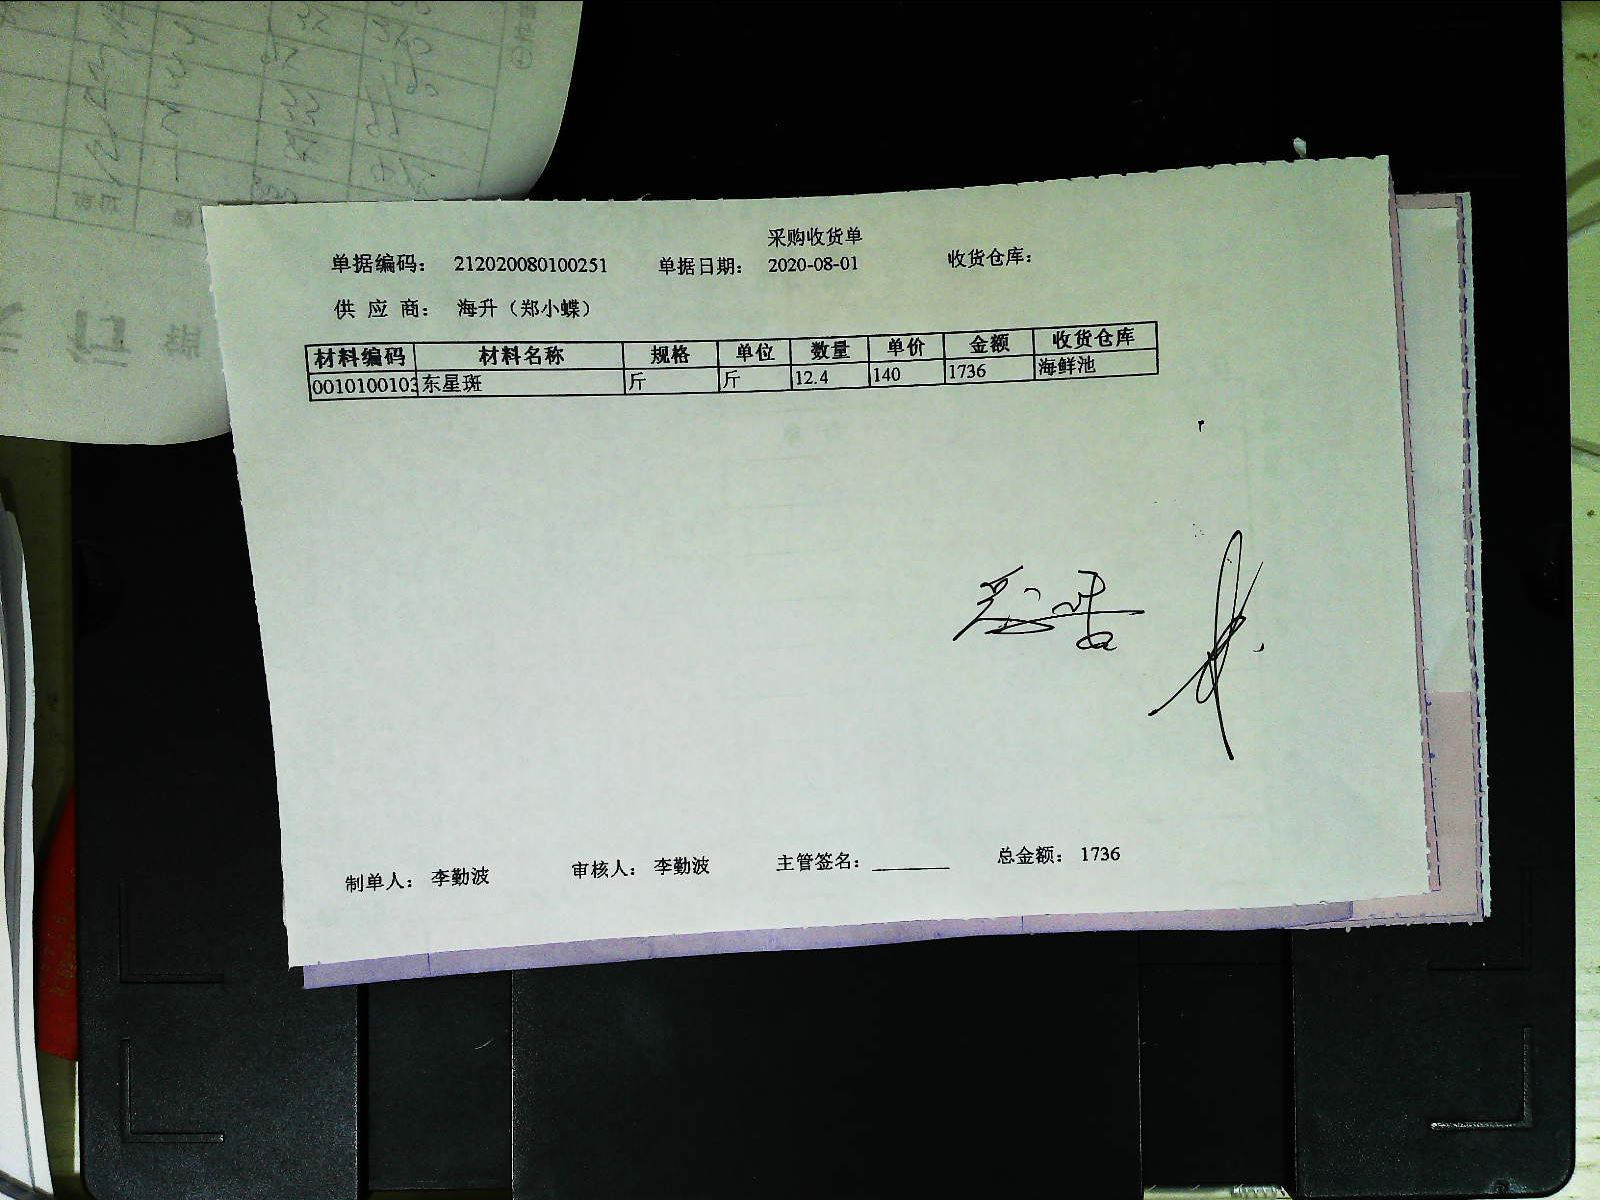 采购收货单
单据编码： 212020080100251 单据日期： 2020-08-01 收货仓库：
供 应 商： 海升（郑小蝶）
材料编码 材料名称 规格 单位 数量 单价 金额 收货仓库
0010100103 东星斑 斤 斤 12.4 140 1736 海鲜池
制单人： 李勤波 审核人： 李勤波 主管签名： 总金额： 1736